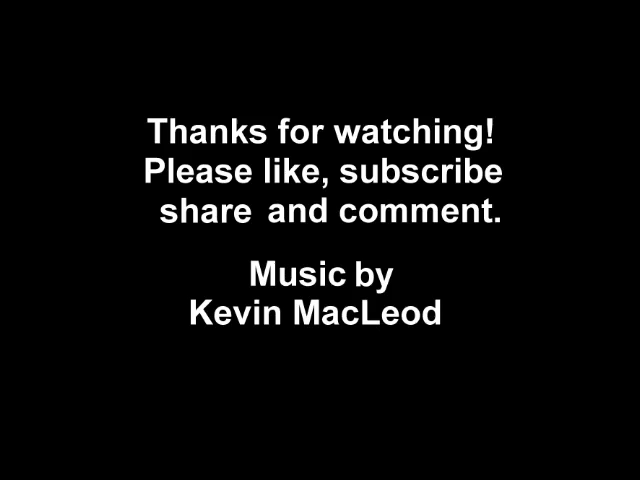 Thanks for watching!
Please like, subscribe
share and comment.
Music by
Kevin MacLeod